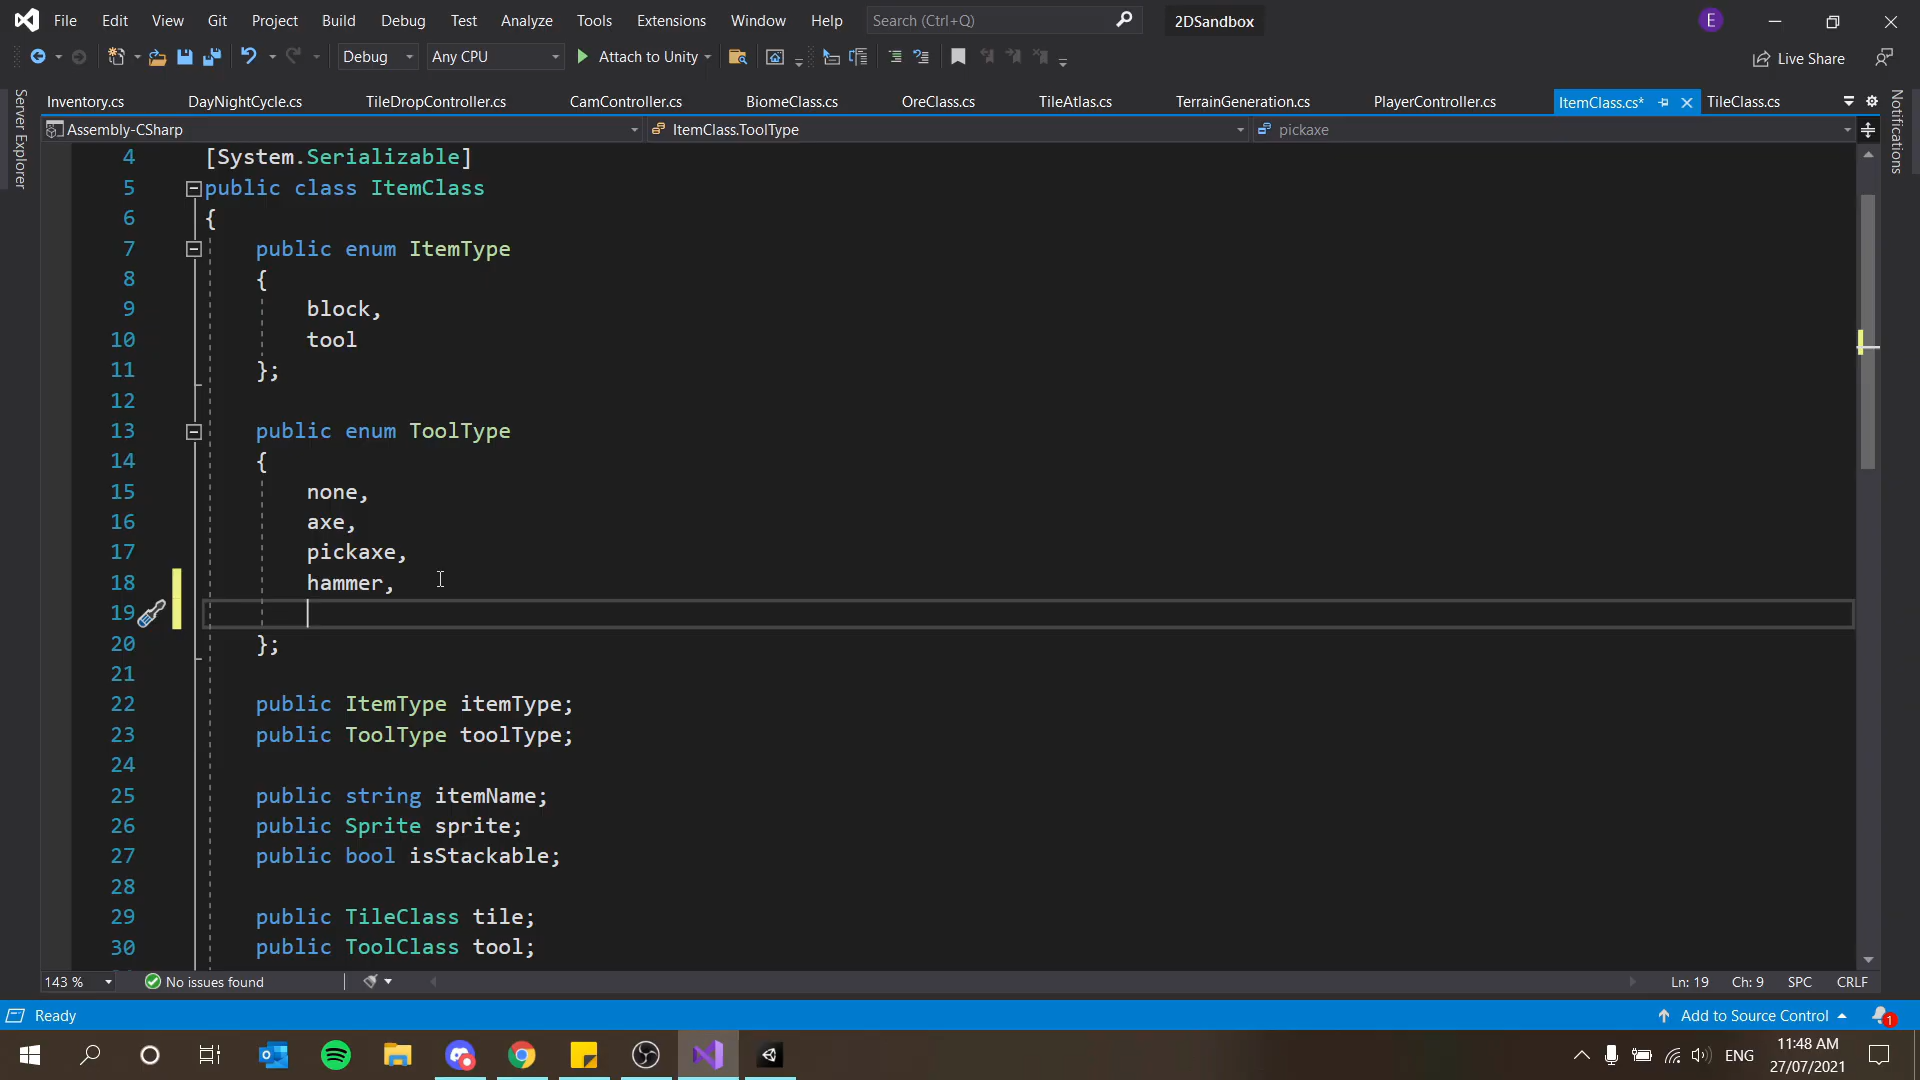 File Edit View Git Project Build Debug Test Analyze Tools Extensions Window Help Search (Ctrl+Q) 2DSandbox E
Debug Any CPU Attach to Unity Live Share
Server Explorer
Notifications
Inventory.cs DayNightCycle.cs TileDropController.cs CamController.cs BiomeClass.cs OreClass.cs TileAtlas.cs TerrainGeneration.cs PlayerController.cs ItemClass.cs* TileClass.cs
Assembly-CSharp ItemClass.ToolType pickaxe
4 [System.Serializable]
5 public class ItemClass
6 {
7 public enum ItemType
8 {
9 block,
10 tool
11 };
12
13 public enum ToolType
14 {
15 none,
16 axe,
17 pickaxe,
18 hammer,
19
20 };
21
22 public ItemType itemType;
23 public ToolType toolType;
24
25 public string itemName;
26 public Sprite sprite;
27 public bool isStackable;
28
29 public TileClass tile;
30 public ToolClass tool;
143 % No issues found Ln: 19 Ch: 9 SPC CRLF
Ready Add to Source Control 1
ENG 11:48 AM
27/07/2021